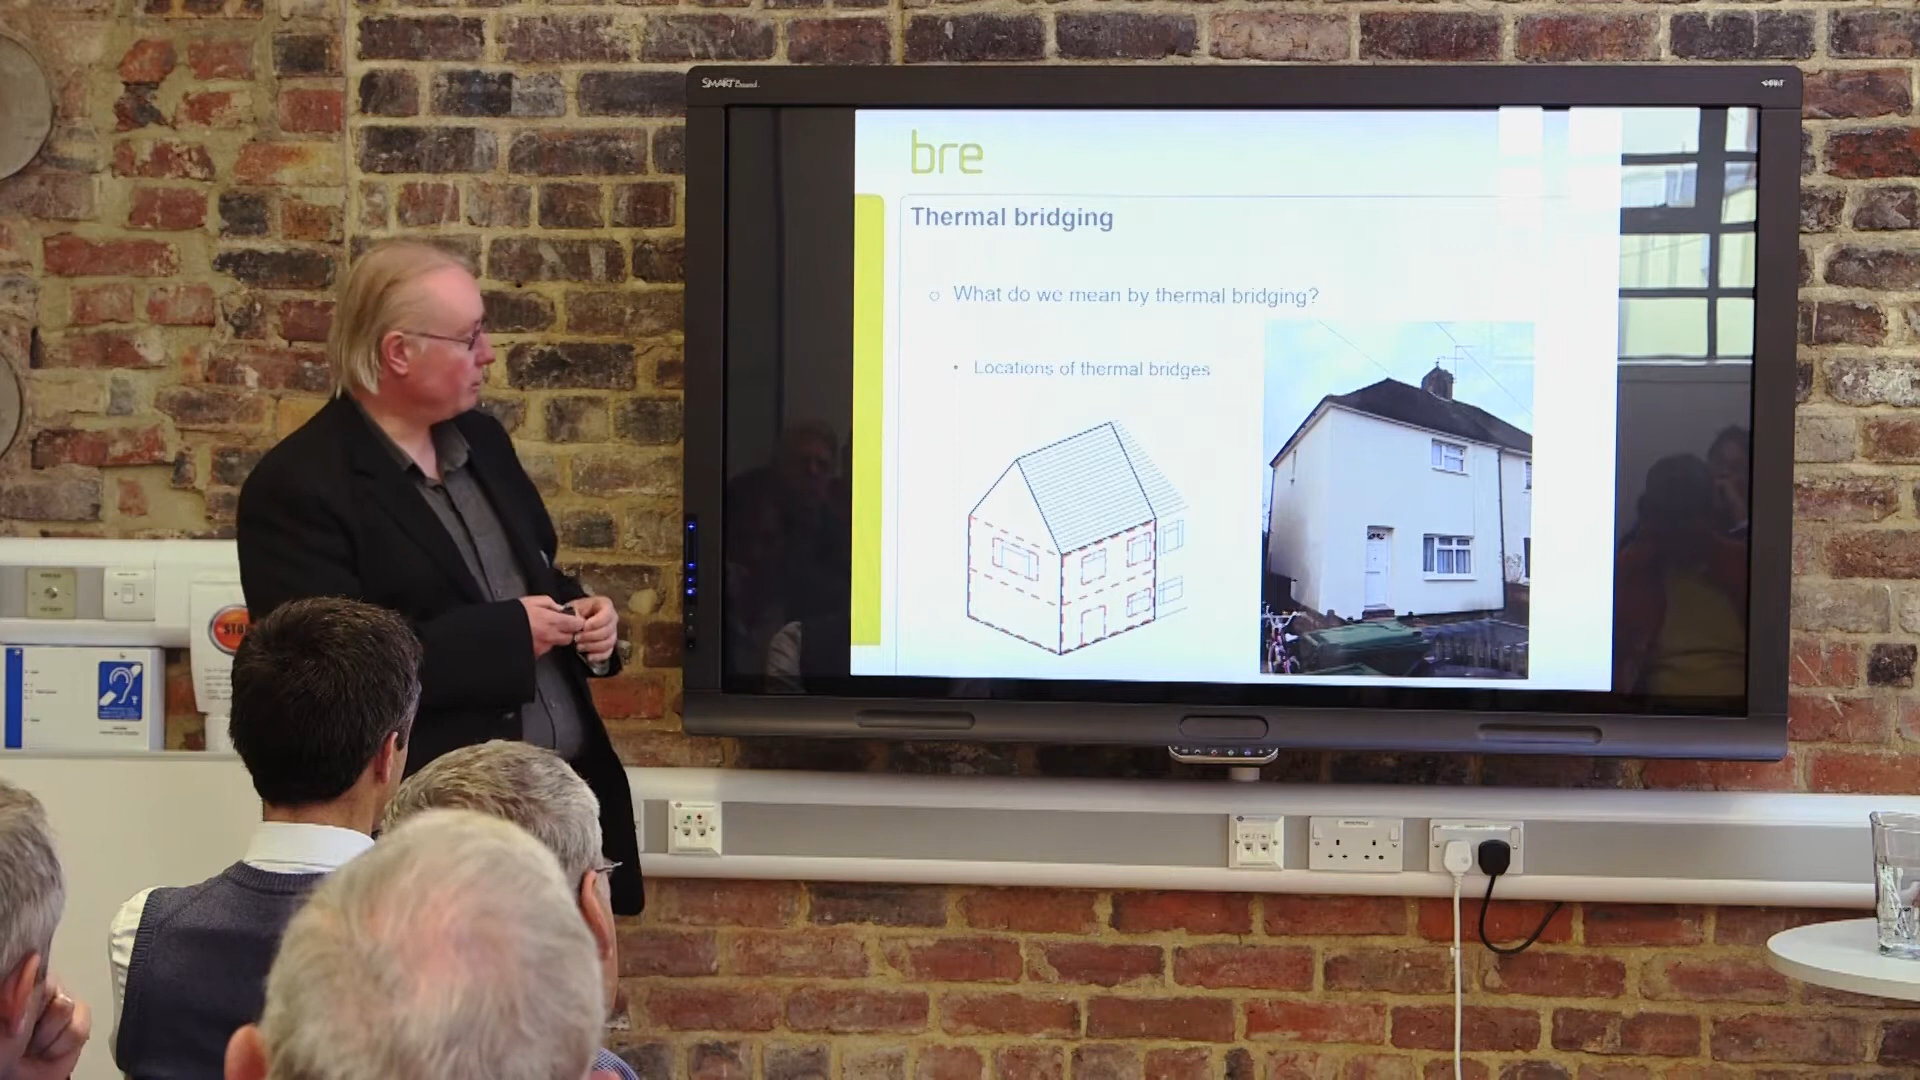 SMART Board
bre
Thermal bridging
What do we mean by thermal bridging?
Locations of thermal bridges